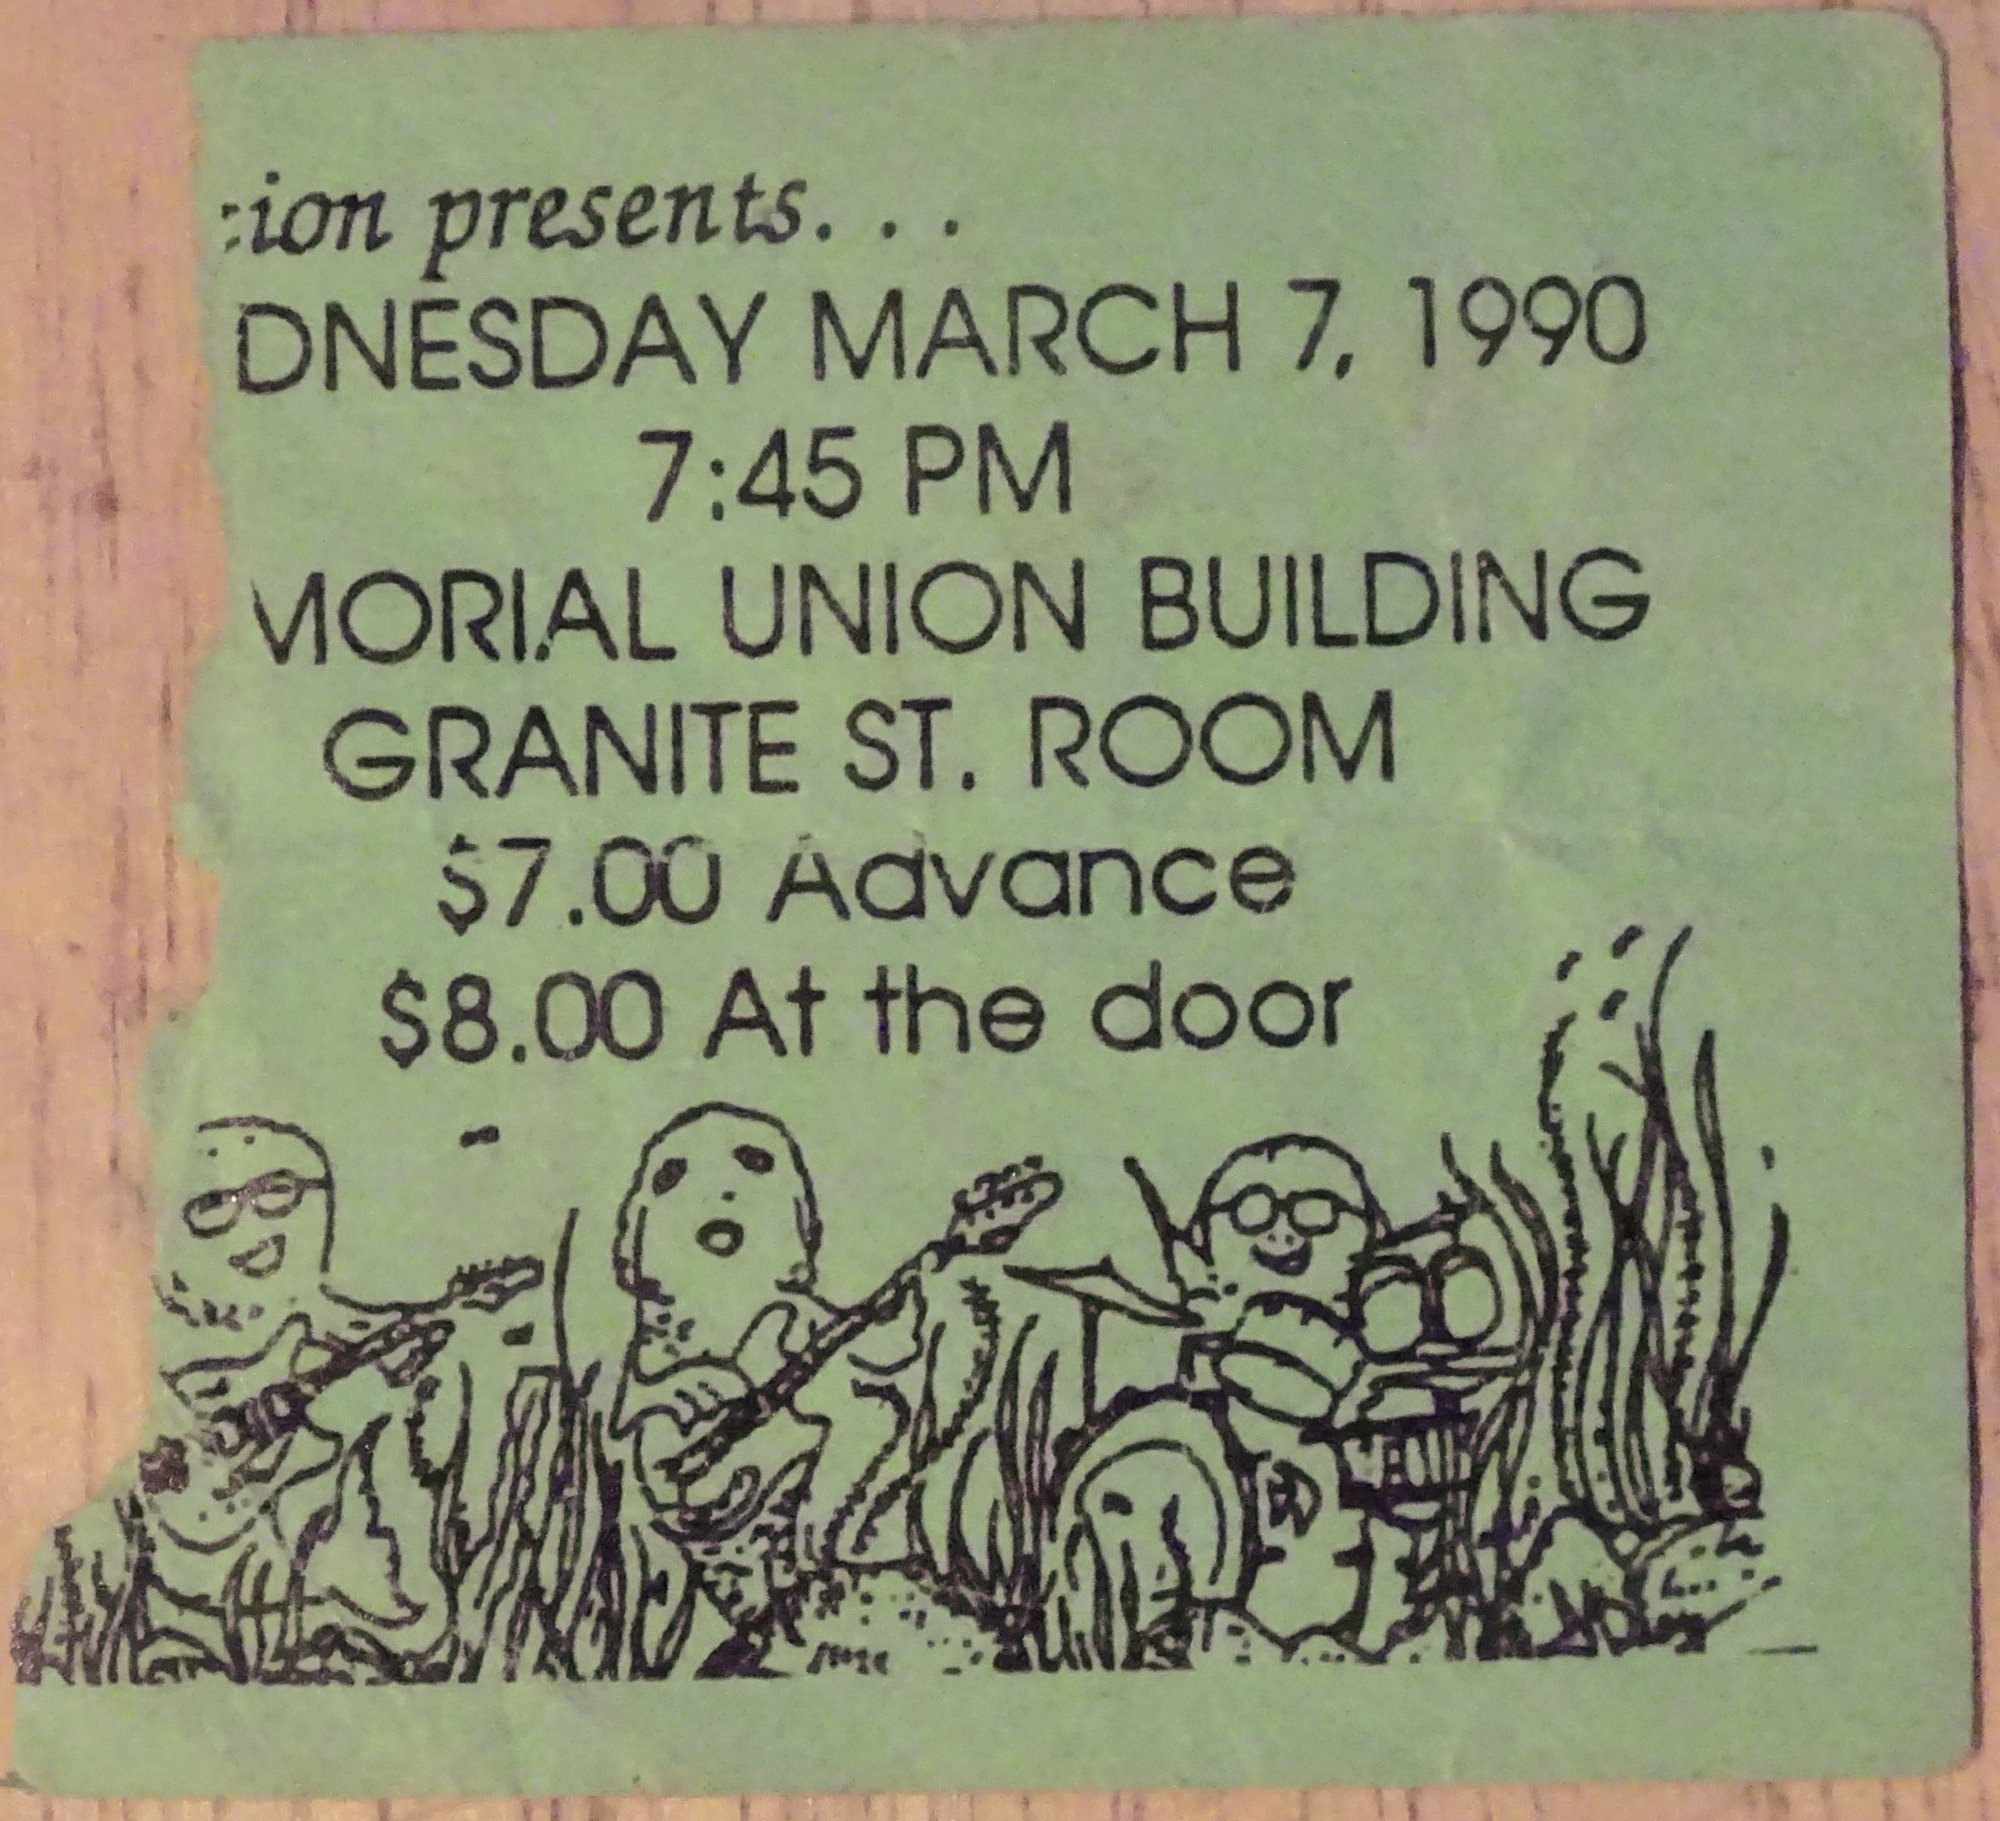 ion presents. . .
DNESDAY MARCH 7, 1990
7:45 PM
MORIAL UNION BUILDING
GRANITE ST. ROOM
$7.00 Advance
$8.00 At the door